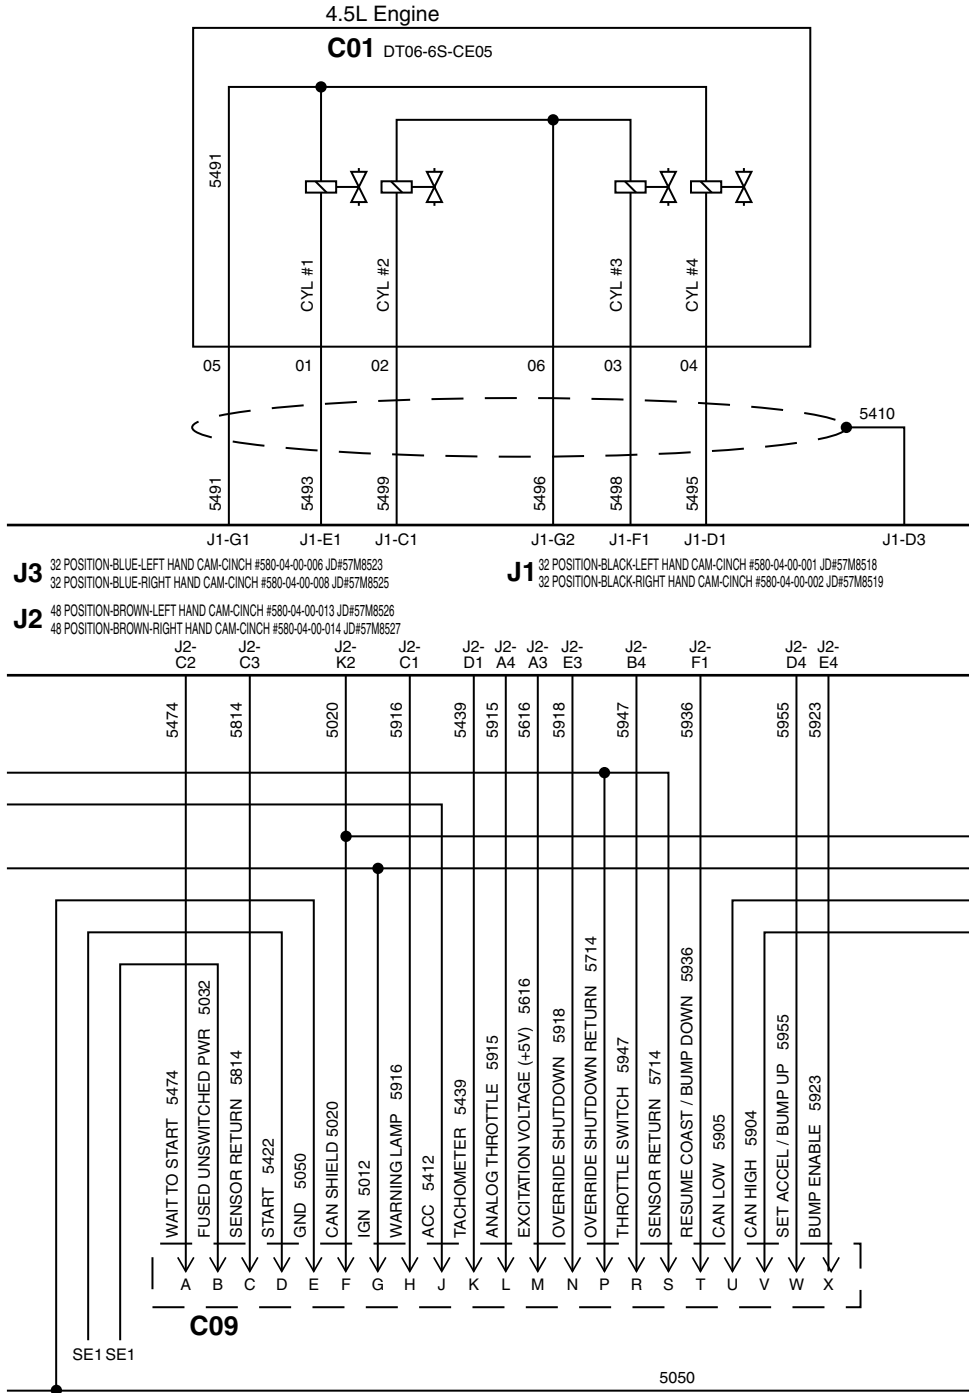 4.5L Engine
C01 DT06-6S-CE05
5491
CYL #1
CYL #2
CYL #3
CYL #4
05 01 02 06 03 04
5410
5491 5493 5499 5496 5498 5495
J1-G1 J1-E1 J1-C1 J1-G2 J1-F1 J1-D1 J1-D3
J3 32 POSITION-BLUE-LEFT HAND CAM-CINCH #580-04-00-006 JD#57M8523
32 POSITION-BLUE-RIGHT HAND CAM-CINCH #580-04-00-008 JD#57M8525
J1 32 POSITION-BLACK-LEFT HAND CAM-CINCH #580-04-00-001 JD#57M8518
32 POSITION-BLACK-RIGHT HAND CAM-CINCH #580-04-00-002 JD#57M8519
J2 48 POSITION-BROWN-LEFT HAND CAM-CINCH #580-04-00-013 JD#57M8526
48 POSITION-BROWN-RIGHT HAND CAM-CINCH #580-04-00-014 JD#57M8527
J2- J2- J2- J2- J2- J2- J2- J2- J2- J2- J2- J2-
C2 C3 K2 C1 D1 A4 A3 E3 B4 F1 D4 E4
5474 5814 5020 5916 5439 5915 5616 5918 5947 5936 5955 5923
WAIT TO START 5474
FUSED UNSWITCHED PWR 5032
SENSOR RETURN 5814
START 5422
GND 5050
CAN SHIELD 5020
IGN 5012
WARNING LAMP 5916
ACC 5412
TACHOMETER 5439
ANALOG THROTTLE 5915
EXCITATION VOLTAGE (+5V) 5616
OVERRIDE SHUTDOWN 5918
OVERRIDE SHUTDOWN RETURN 5714
THROTTLE SWITCH 5947
SENSOR RETURN 5714
RESUME COAST / BUMP DOWN 5936
CAN LOW 5905
CAN HIGH 5904
SET ACCEL / BUMP UP 5955
BUMP ENABLE 5923
A B C D E F G H J K L M N P R S T U V W X
C09
SE1 SE1
5050